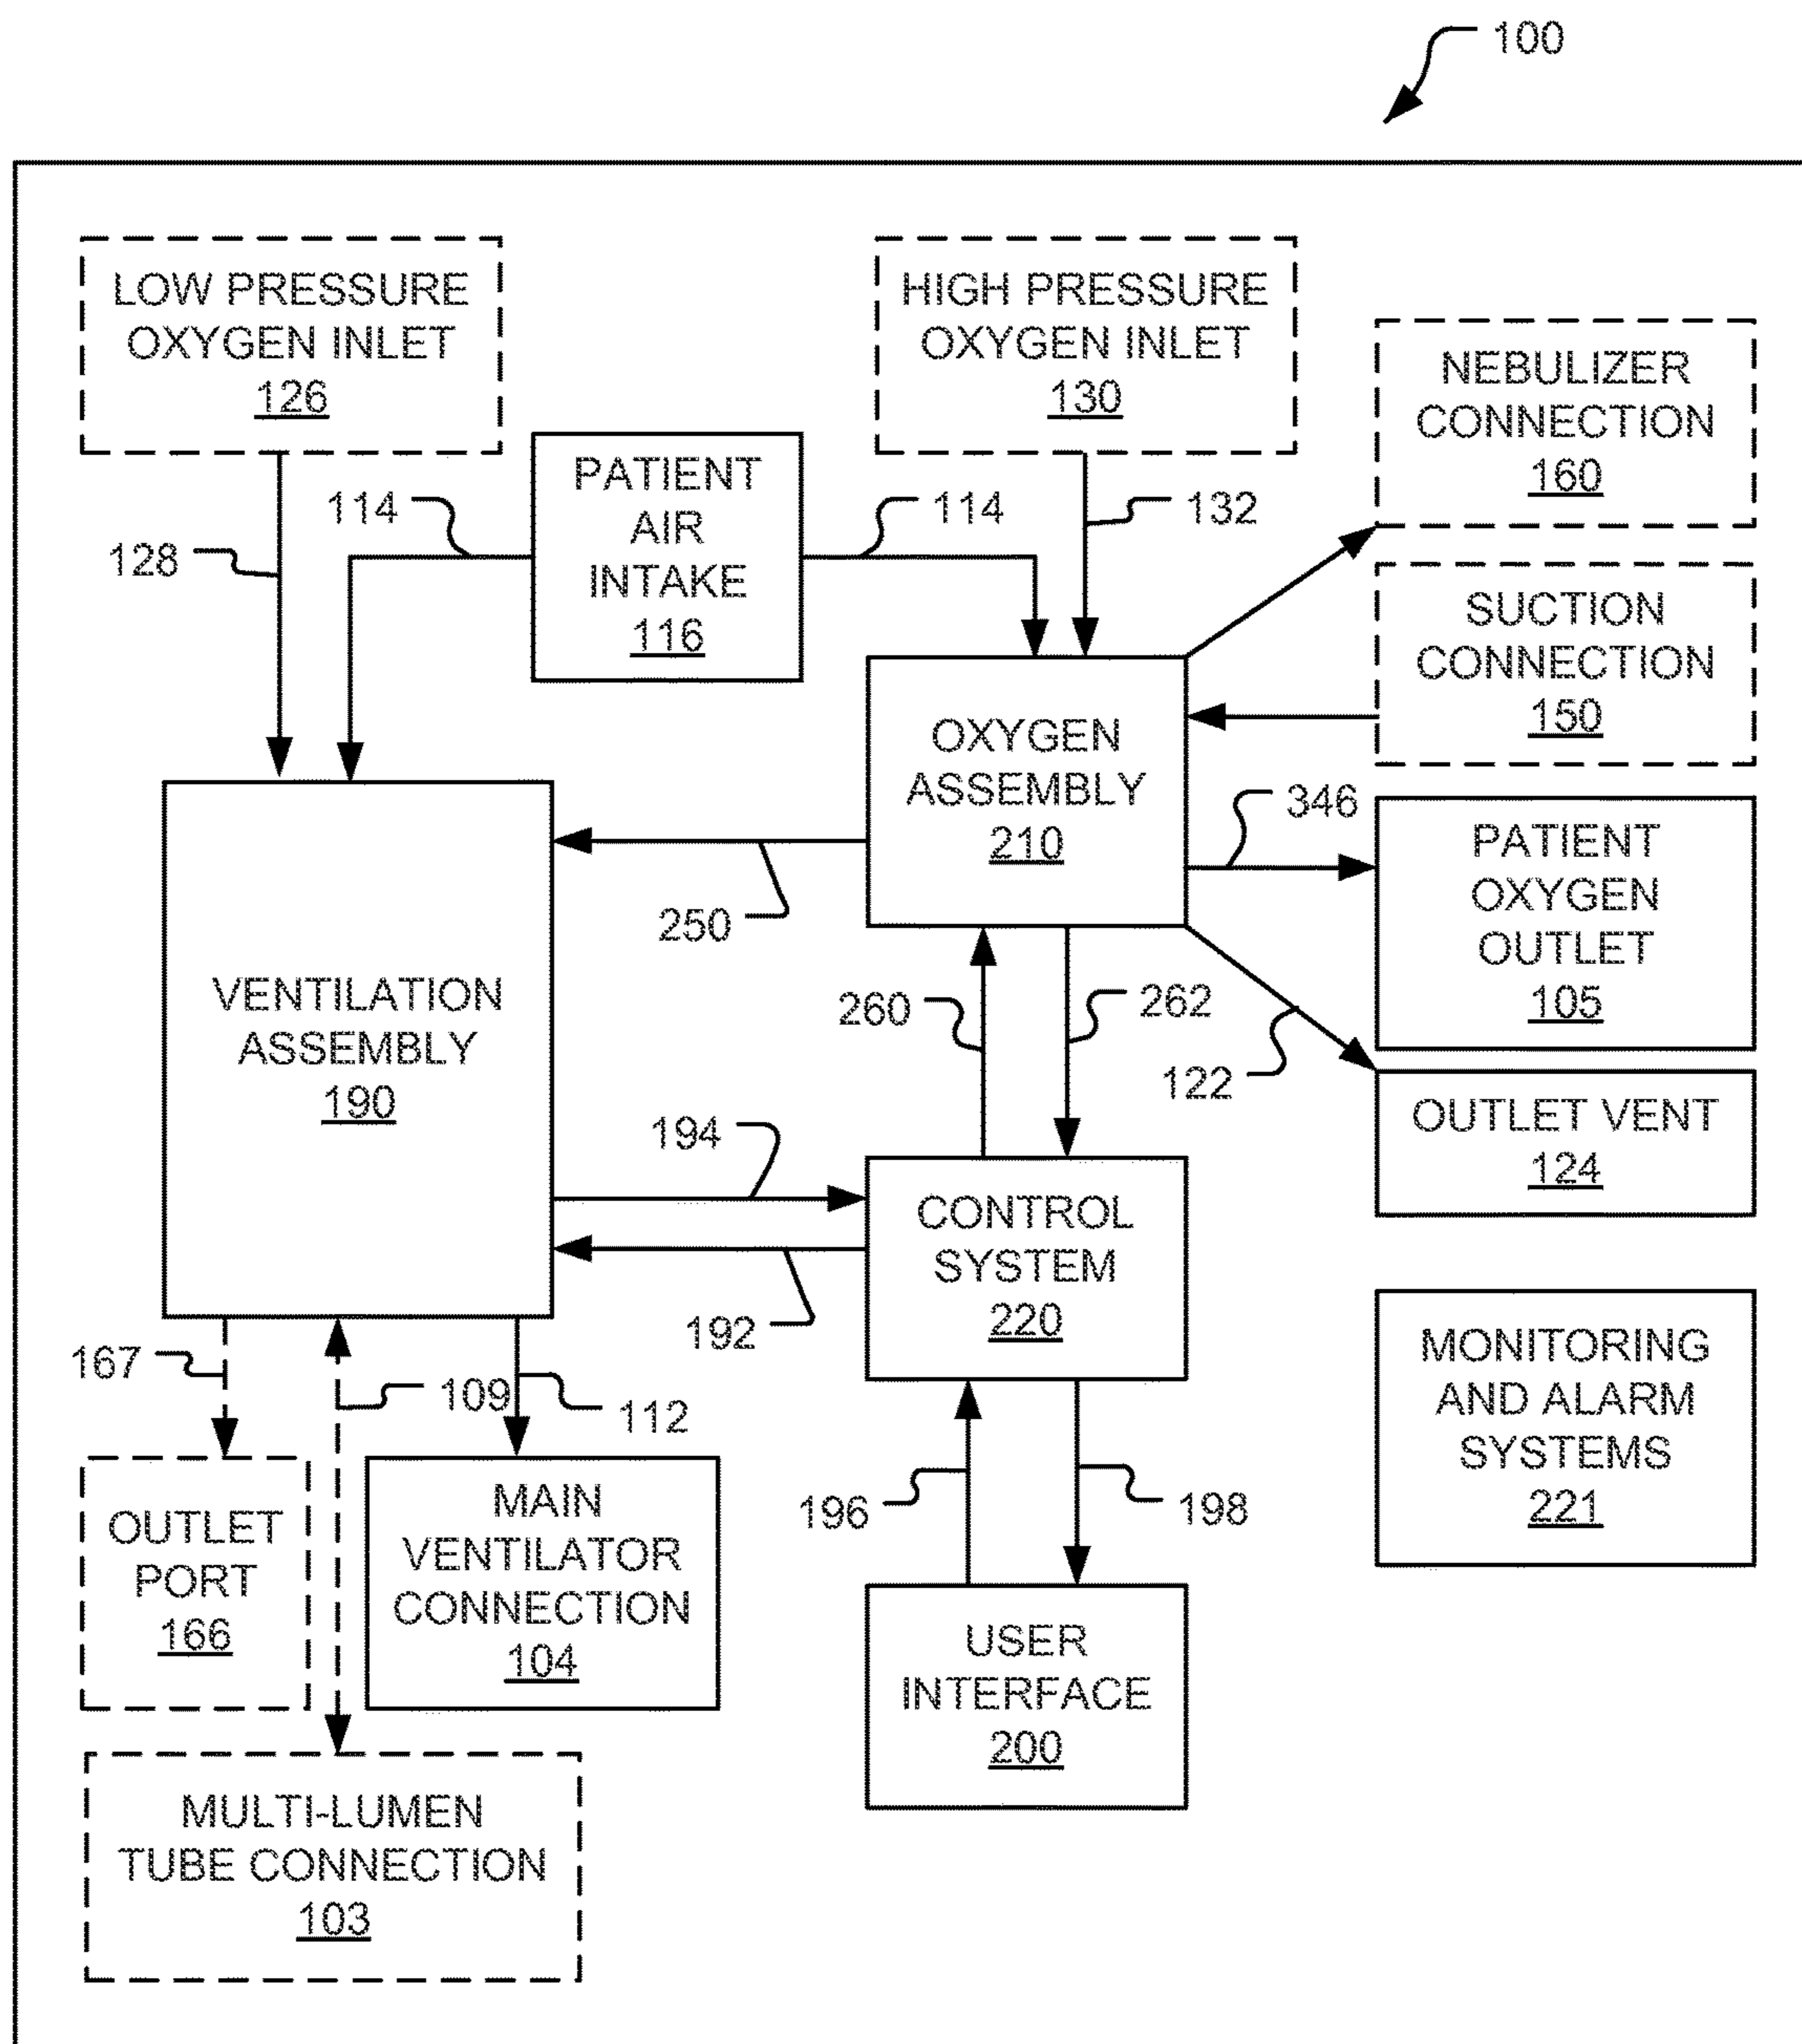 100
LOW PRESSURE
OXYGEN INLET
126
HIGH PRESSURE
OXYGEN INLET
130
NEBULIZER
CONNECTION
160
PATIENT
AIR
INTAKE
116
114
114
132
128
SUCTION
CONNECTION
150
OXYGEN
ASSEMBLY
210
346
PATIENT
OXYGEN
OUTLET
105
250
VENTILATION
ASSEMBLY
190
260
262
122
OUTLET VENT
124
194
CONTROL
SYSTEM
220
192
MONITORING
AND ALARM
SYSTEMS
221
167
109
112
196
198
OUTLET
PORT
166
MAIN
VENTILATOR
CONNECTION
104
USER
INTERFACE
200
MULTI-LUMEN
TUBE CONNECTION
103